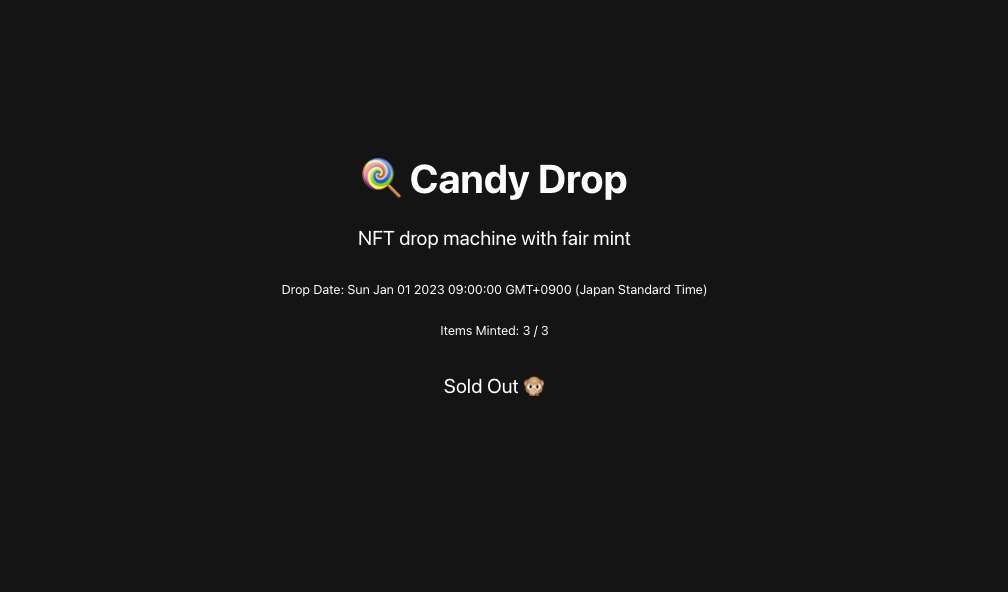 🍭 Candy Drop
NFT drop machine with fair mint
Drop Date: Sun Jan 01 2023 09:00:00 GMT+0900 (Japan Standard Time)
Items Minted: 3 / 3
Sold Out 🙊